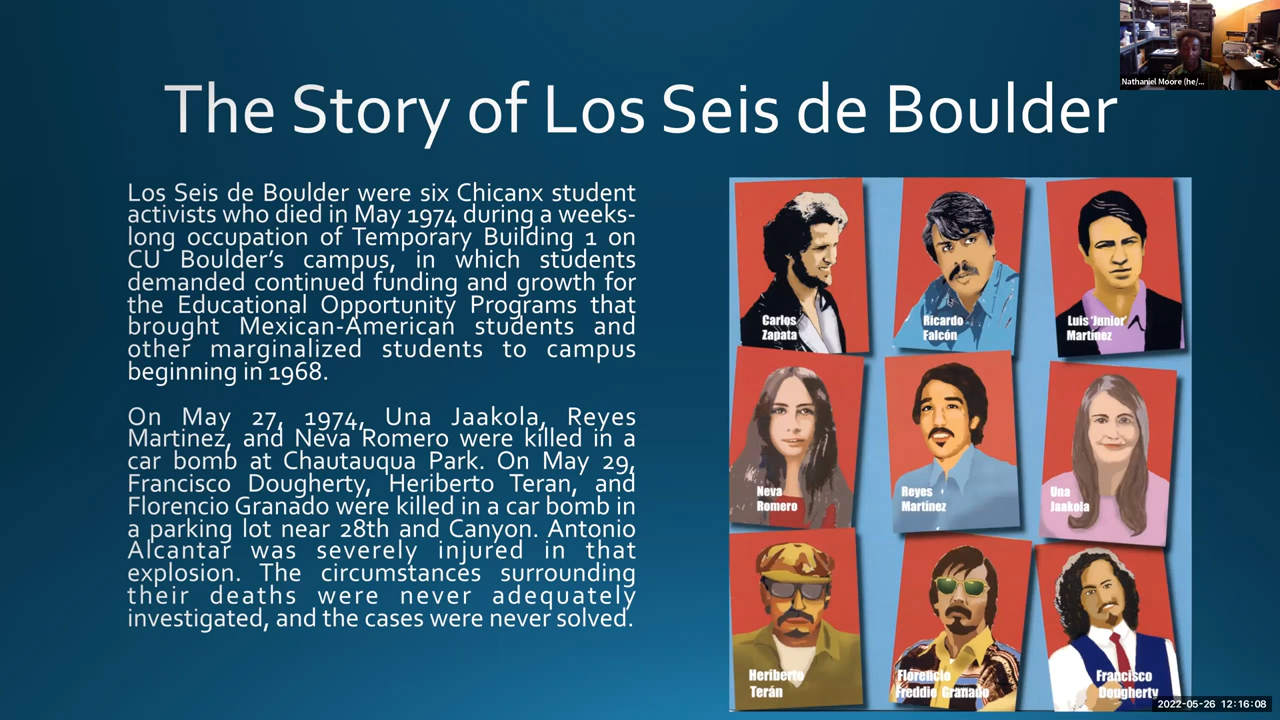 Nathaniel Moore (he/...
The Story of Los Seis de Boulder
Los Seis de Boulder were six Chicanx student
activists who died in May 1974 during a weeks-
long occupation of Temporary Building 1 on
CU Boulder's campus, in which students
demanded continued funding and growth for
the Educational Opportunity Programs that
brought Mexican-American students and
other marginalized students to campus
beginning in 1968.
On May 27, 1974, Una Jaakola, Reyes
Martinez, and Neva Romero were killed in a
car bomb at Chautauqua Park. On May 29,
Francisco Dougherty, Heriberto Teran, and
Florencio Granado were killed in a car bomb in
a parking lot near 28th and Canyon. Antonio
Alcantar was severely injured in that
explosion. The circumstances surrounding
their deaths were never adequately
investigated, and the cases were never solved.
Carlos
Zapata
Ricardo
Falcón
Luis 'Junior'
Martínez
Neva
Romero
Reyes
Martínez
Una
Jaakola
Heriberto
Terán
Florencio
Freddie Granado
Francisco
Dougherty
2022-05-26 12:16:08